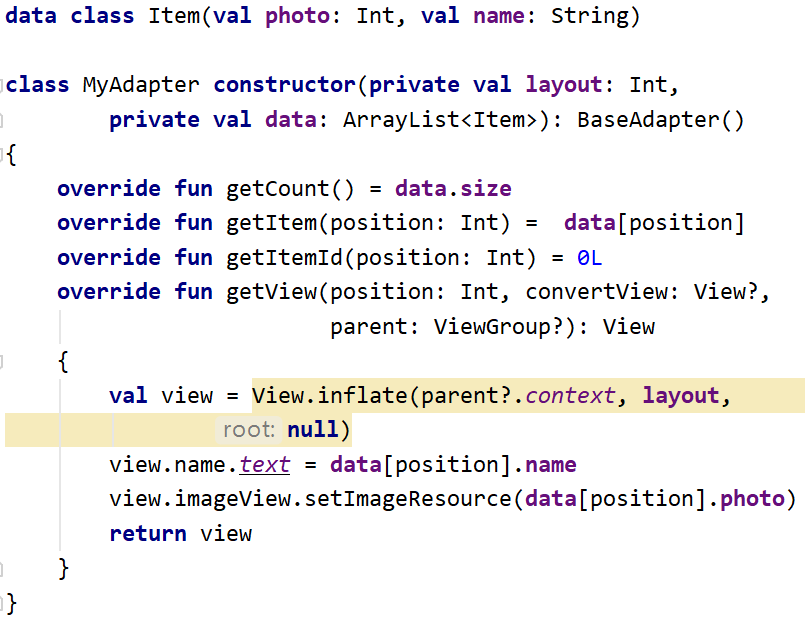 data class Item(val photo: Int, val name: String)
class MyAdapter constructor(private val layout: Int,
private val data: ArrayList<Item>): BaseAdapter()
{
override fun getCount() = data.size
override fun getItem(position: Int) =  data[position]
override fun getItemId(position: Int) = 0L
override fun getView(position: Int, convertView: View?,
parent: ViewGroup?): View
{
val view = View.inflate(parent?.context, layout,
root: null)
view.name.text = data[position].name
view.imageView.setImageResource(data[position].photo)
return view
}
}